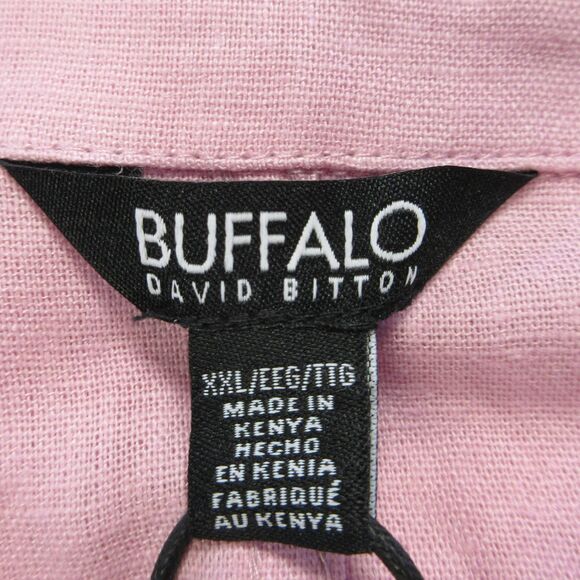 BUFFALO
DAVID BITTON
XXL/EEG/TTG
MADE IN
KENYA
HECHO
EN KENIA
FABRIQUÉ
AU KENYA